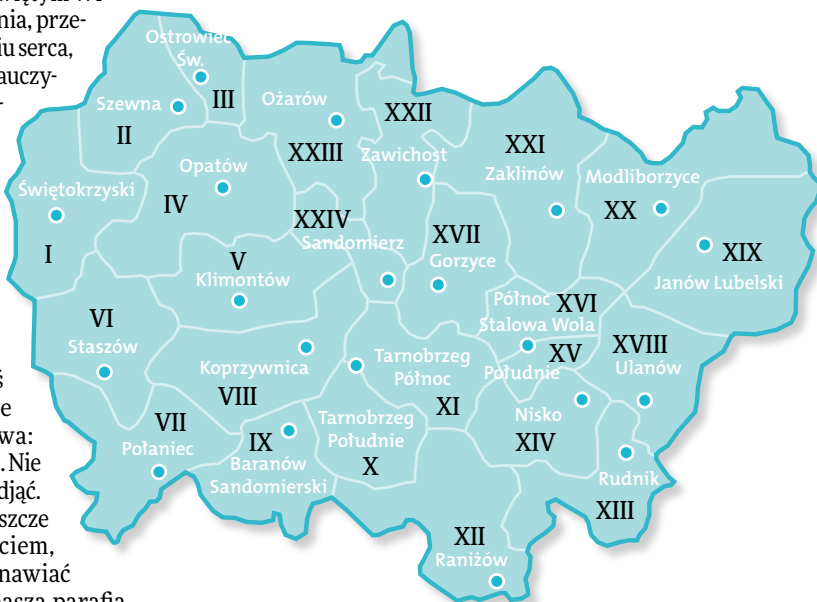 nia, prze-
iu serca,
auczy-
-
ś
e
wa:
. Nie
djąć.
szcze
ciem,
nawiać
nasza parafia
Ostrowiec
Św.
III
Szewna
II
Ożarów
XXIII
XXII
Zawichost
XXI
Zaklinów
Modliborzyce
XX
Opatów
IV
Świętokrzyski
I
XXIV
Sandomierz
XVII
Gorzyce
XIX
Janów Lubelski
V
Klimontów
Północ
XVI
Stalowa Wola
XV
Południe
XVIII
Ulanów
VI
Staszów
Koprzywnica
VIII
Tarnobrzeg
Północ
XI
VII
Połaniec
IX
Baranów
Sandomierski
Tarnobrzeg
Południe
X
Nisko
XIV
Rudnik
XIII
XII
Raniżów